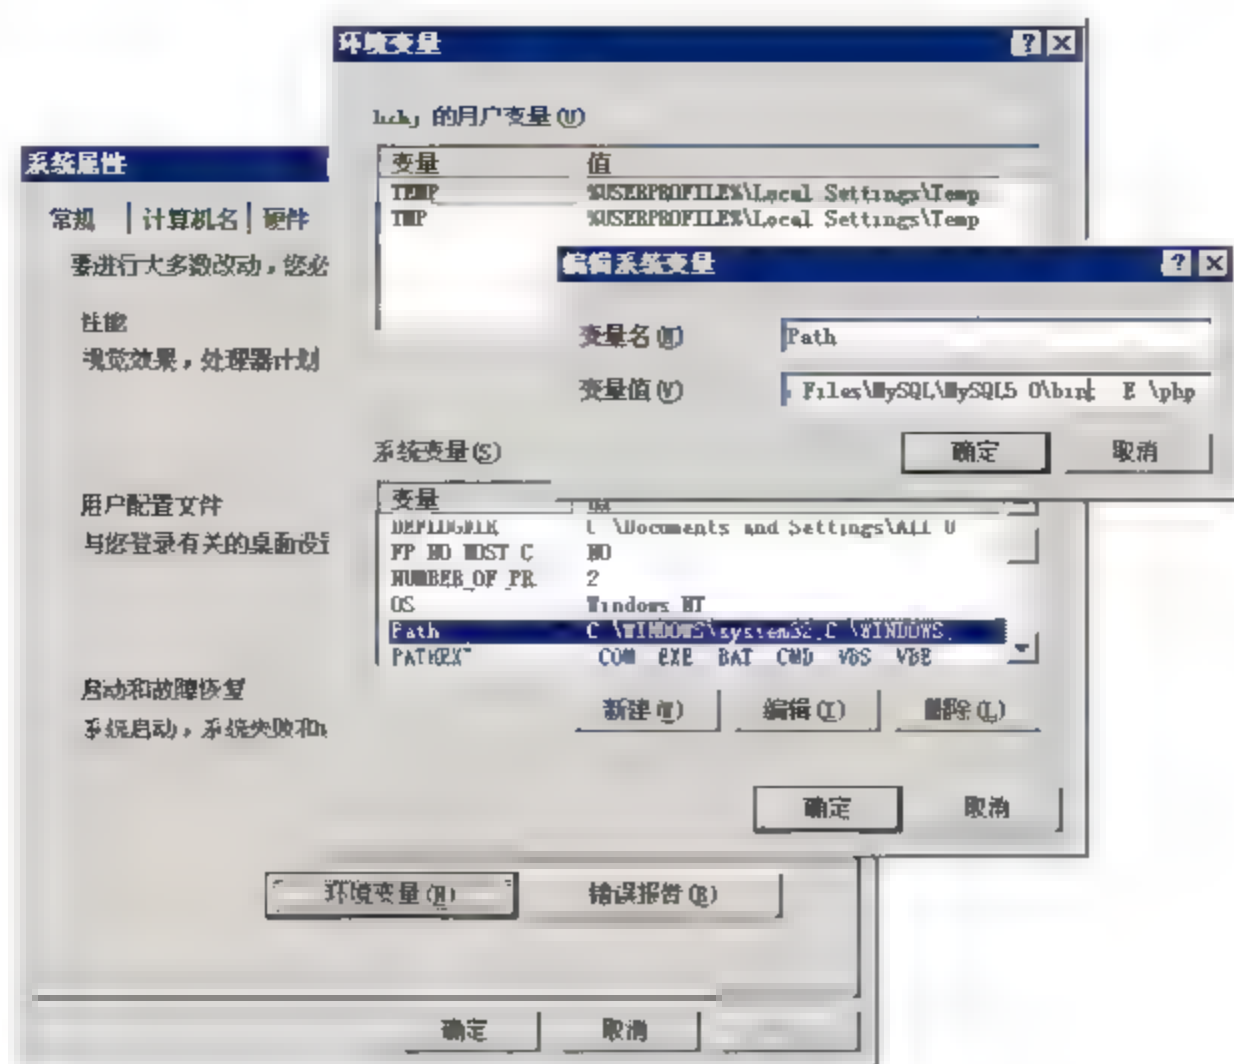 环境变量
的用户变量(U)
变量 值
TEMP %USERPROFILE%\Local Settings\Temp
TMP %USERPROFILE%\Local Settings\Temp
系统属性
常规 计算机名 硬件
要进行大多数改动，您必
性能
视觉效果，处理器计划
用户配置文件
与您登录有关的桌面设置
启动和故障恢复
系统启动，系统失败和
编辑系统变量
变量名(N) Path
变量值(V) Files\MySQL\MySQL5 0\bin; E \php
确定 取消
系统变量(S)
变量
C \Documents and Settings\All U
FP NO HOST C NO
NUMBER_OF_PR 2
OS Windows NT
Path C \WINDOWS\system32,C \WINDOWS,
PATHEXT COM EXE BAT CMD VBS VBE
新建(W) 编辑(I) 删除(L)
确定 取消
环境变量(N) 错误报告(R)
确定 取消